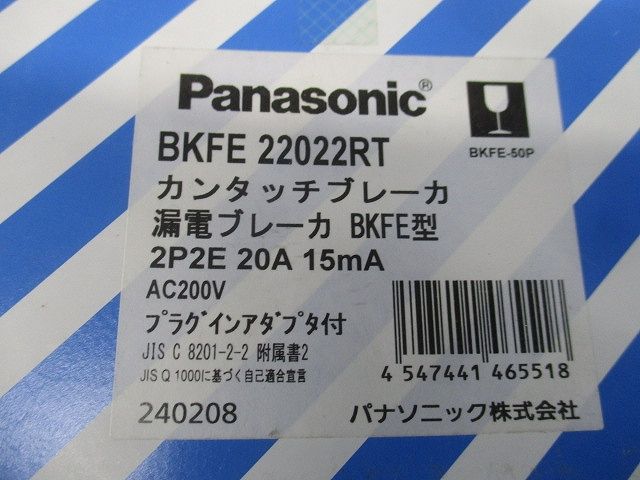 Panasonic®
BKFE-50P
BKFE 22022RT
カンタッチブレーカ
漏電ブレーカ BKFE型
2P2E 20A 15mA
AC200V
プラグインアダプタ付
JIS C 8201-2-2 附属書2
JIS Q 1000に基づく自己適合宣言
4 547441 465518
240208 パナソニック株式会社